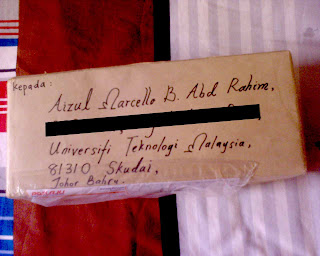 Kepada:
Aizul Marcello B. Abd Rahim,
Universiti Teknologi Malaysia,
81310 Skudai,
Johor Bahru.